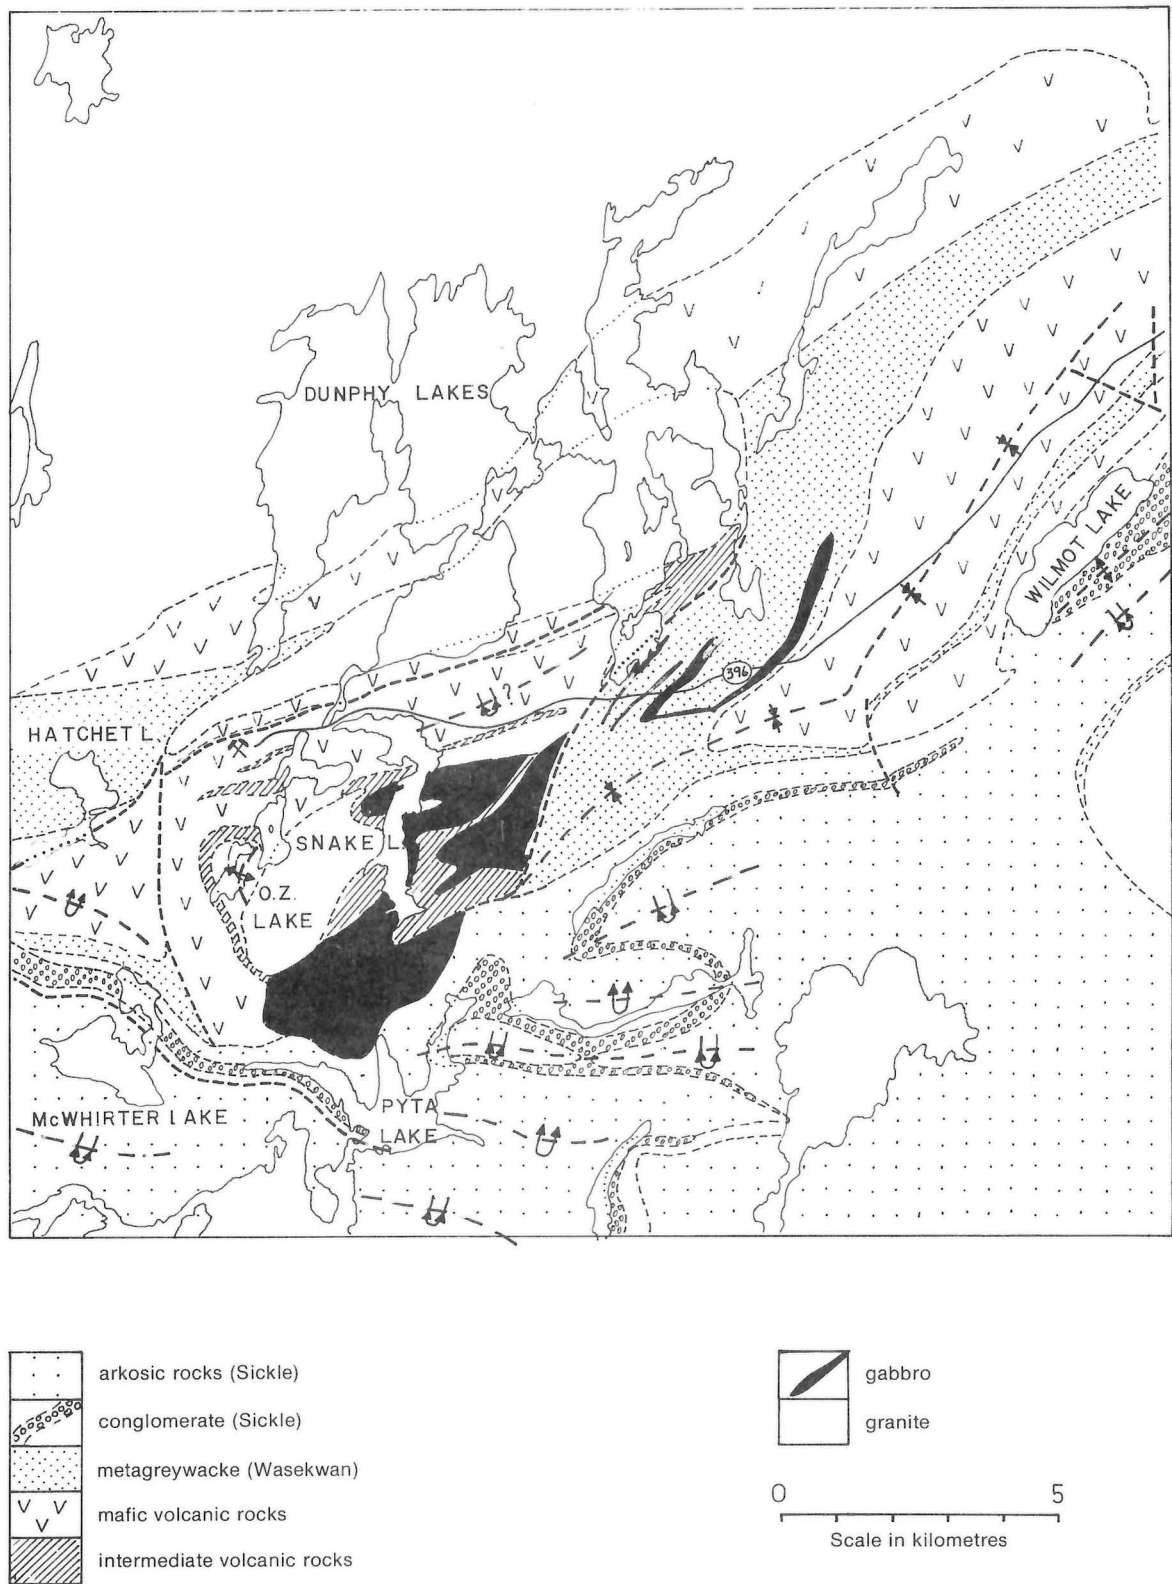 DUNPHY LAKES
WILMOT LAKE
396
?
HATCHET L.
SNAKE L.
O.Z.
LAKE
McWHIRTER LAKE
PYTA
LAKE
arkosic rocks (Sickle)
conglomerate (Sickle)
metagreywacke (Wasekwan)
mafic volcanic rocks
intermediate volcanic rocks
gabbro
granite
0 5
Scale in kilometres